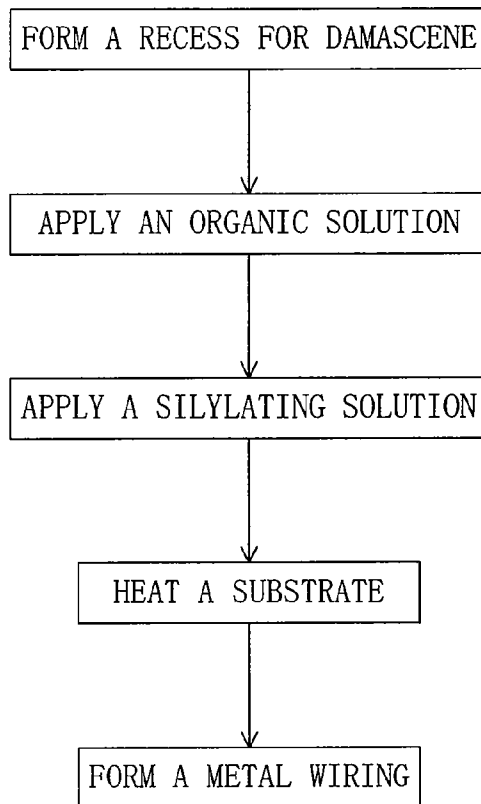 FORM A RECESS FOR DAMASCENE
APPLY AN ORGANIC SOLUTION
APPLY A SILYLATING SOLUTION
HEAT A SUBSTRATE
FORM A METAL WIRING